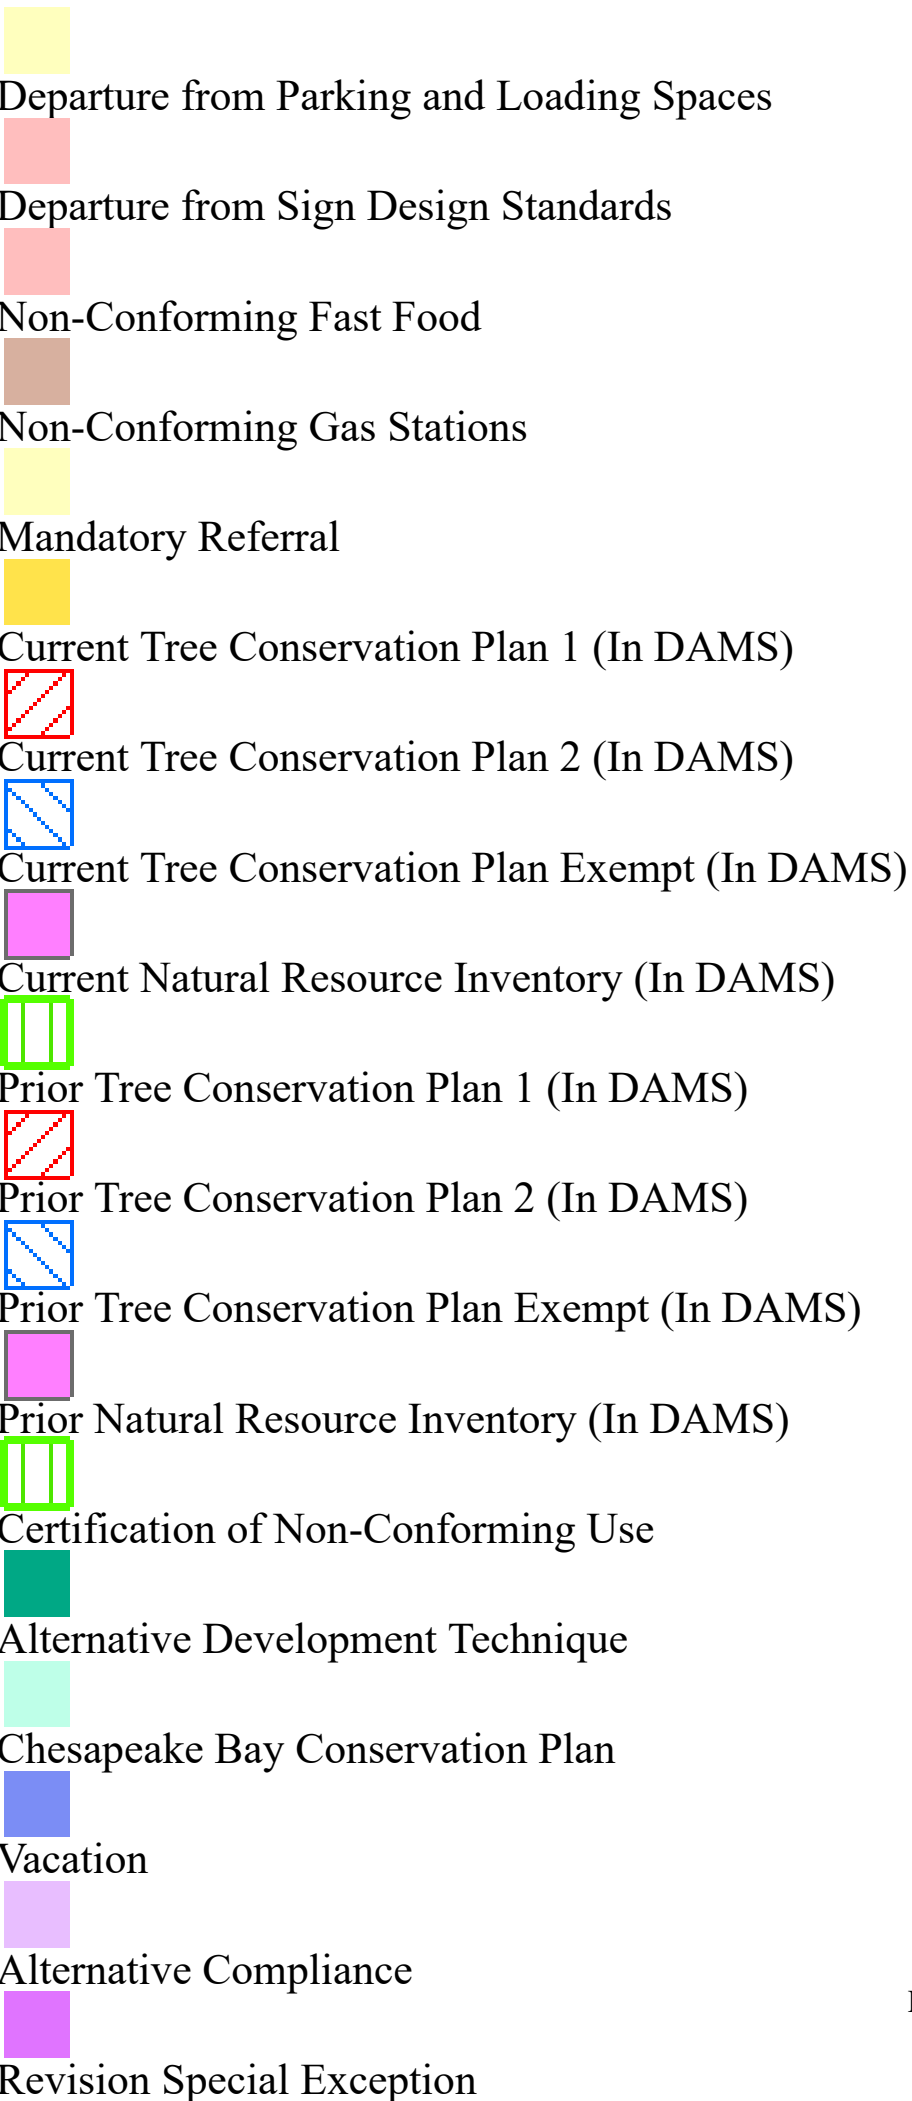 Departure from Parking and Loading Spaces
Departure from Sign Design Standards
Non-Conforming Fast Food
Non-Conforming Gas Stations
Mandatory Referral
Current Tree Conservation Plan 1 (In DAMS)
Current Tree Conservation Plan 2 (In DAMS)
Current Tree Conservation Plan Exempt (In DAMS)
Current Natural Resource Inventory (In DAMS)
Prior Tree Conservation Plan 1 (In DAMS)
Prior Tree Conservation Plan 2 (In DAMS)
Prior Tree Conservation Plan Exempt (In DAMS)
Prior Natural Resource Inventory (In DAMS)
Certification of Non-Conforming Use
Alternative Development Technique
Chesapeake Bay Conservation Plan
Vacation
Alternative Compliance
Revision Special Exception